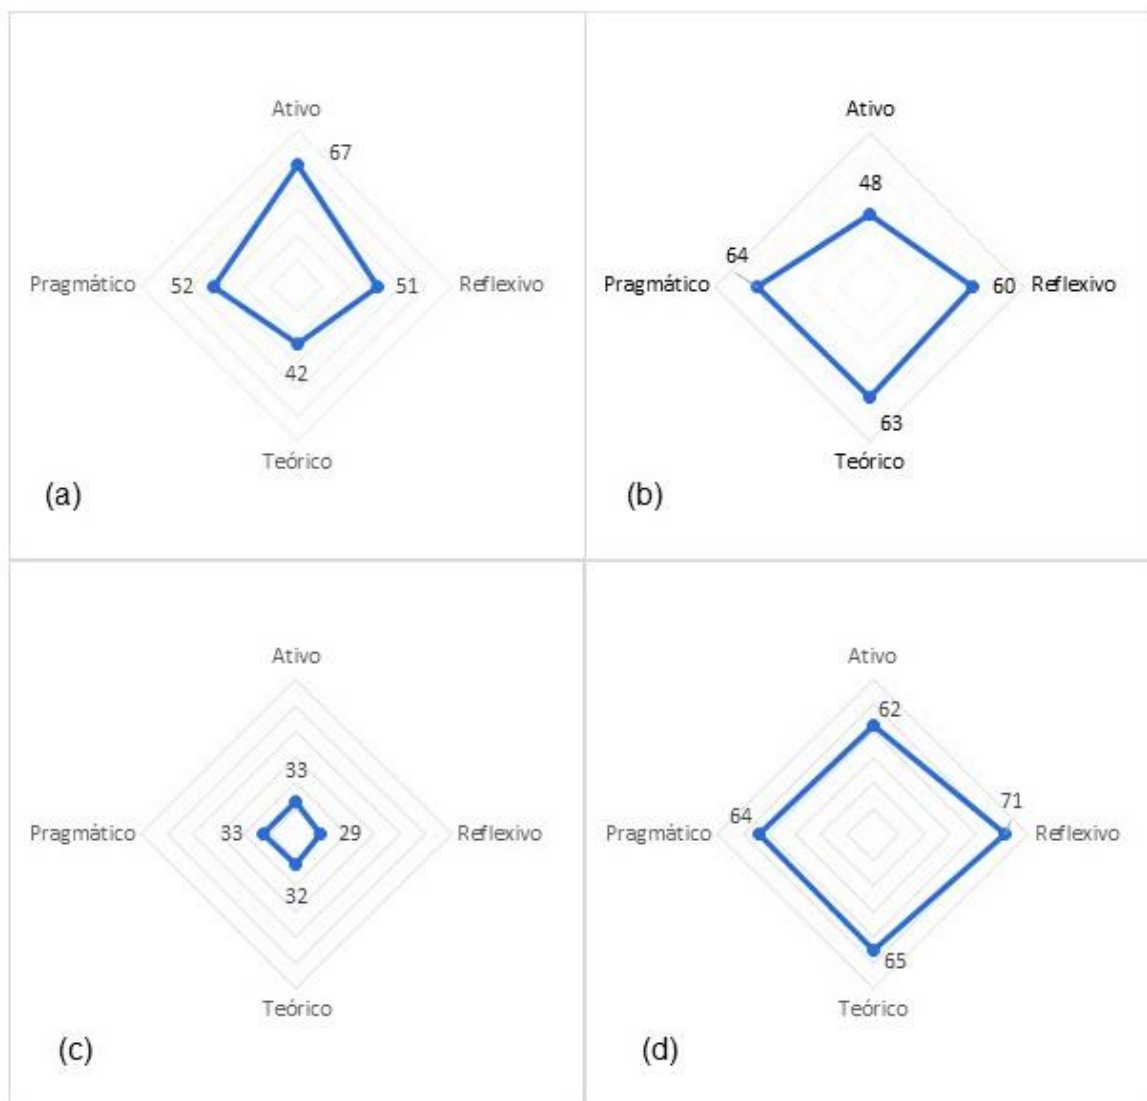 Ativo
67
Pragmático 52 51 Reflexivo
42
Teórico
(a)
Ativo
48
64
Pragmático 60 Reflexivo
63
Teórico
(b)
Ativo
33
Pragmático 33 29 Reflexivo
32
Teórico
(c)
Ativo
62
64 71
Pragmático Reflexivo
65
Teórico
(d)